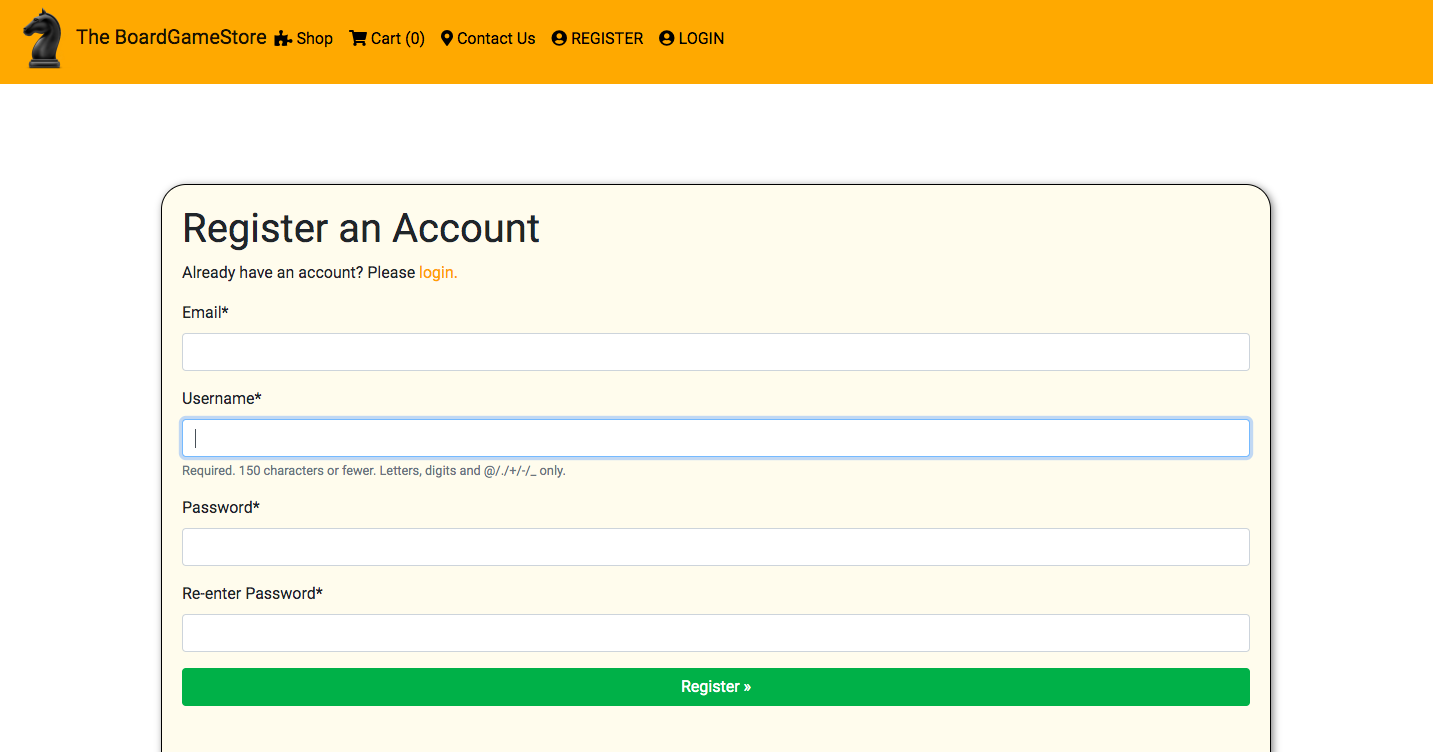 The BoardGameStore Shop Cart (0) Contact Us REGISTER LOGIN
Register an Account
Already have an account? Please login.
Email*
Username*
Required. 150 characters or fewer. Letters, digits and @/./+/-/_ only.
Password*
Re-enter Password*
Register »